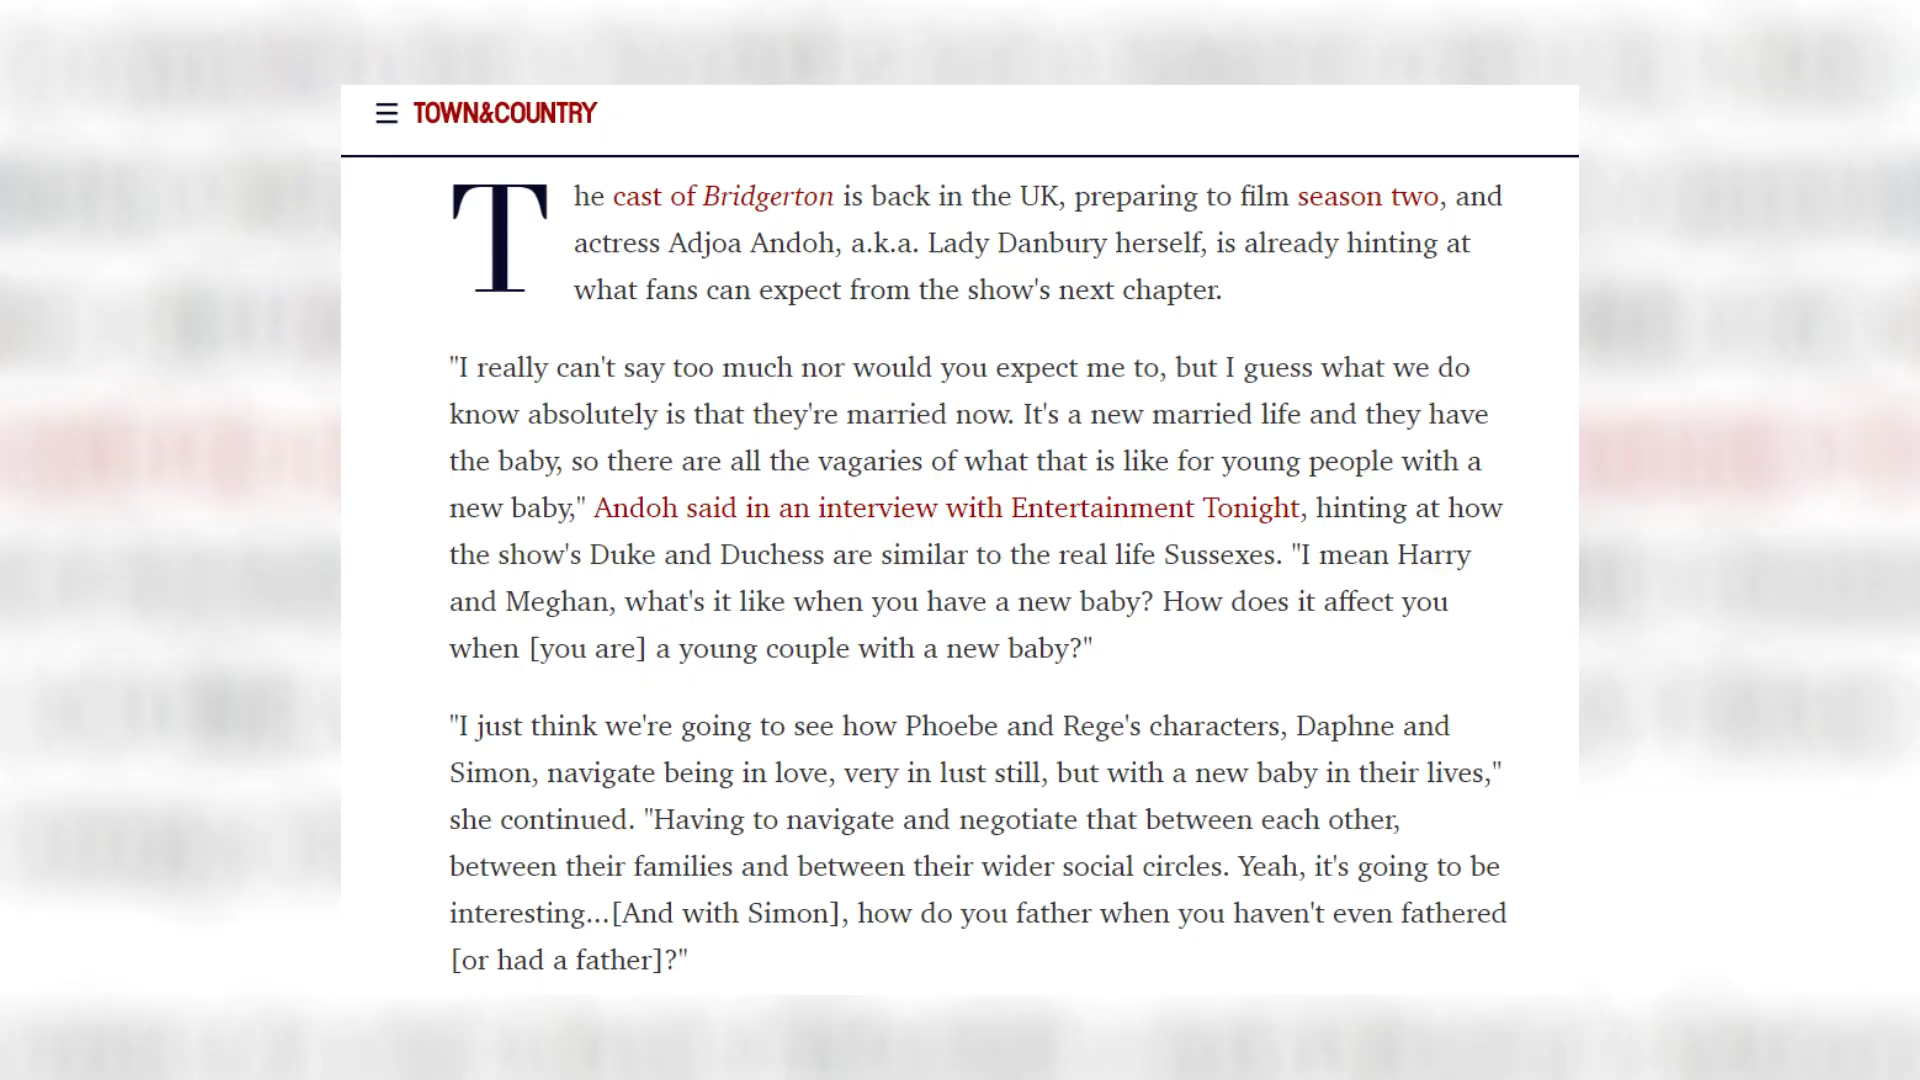 TOWN&COUNTRY
The cast of Bridgerton is back in the UK, preparing to film season two, and
actress Adjoa Andoh, a.k.a. Lady Danbury herself, is already hinting at
what fans can expect from the show's next chapter.
"I really can't say too much nor would you expect me to, but I guess what we do
know absolutely is that they're married now. It's a new married life and they have
the baby, so there are all the vagaries of what that is like for young people with a
new baby," Andoh said in an interview with Entertainment Tonight, hinting at how
the show's Duke and Duchess are similar to the real life Sussexes. "I mean Harry
and Meghan, what's it like when you have a new baby? How does it affect you
when [you are] a young couple with a new baby?"
"I just think we're going to see how Phoebe and Rege's characters, Daphne and
Simon, navigate being in love, very in lust still, but with a new baby in their lives,"
she continued. "Having to navigate and negotiate that between each other,
between their families and between their wider social circles. Yeah, it's going to be
interesting...[And with Simon], how do you father when you haven't even fathered
[or had a father]?"